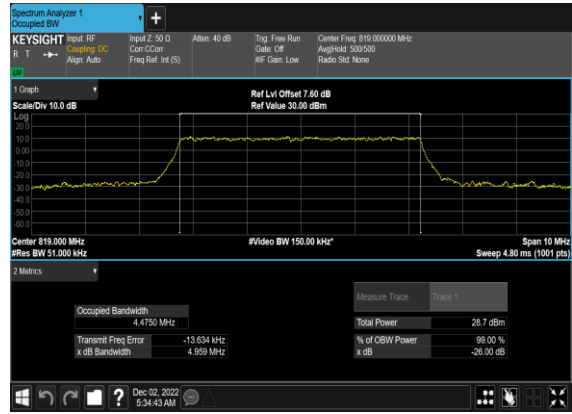 Spectrum Analyzer 1
Occupied BW
+
KEYSIGHT Input: RF Input Z: 50 Ω Atten: 40 dB Trig: Free Run Center Freq: 819.000000 MHz
R T Coupling: DC Corr CCorr Gate: Off Avg|Hold: 500/500
Align: Auto Freq Ref: Int (S) #IF Gain: Low Radio Std: None
1 Graph
Ref Lvl Offset 7.60 dB
Scale/Div 10.0 dB Ref Value 30.00 dBm
Log
20.0
10.0
0.00
-10.0
-20.0
-30.0
-40.0
-50.0
-60.0
Center 819.000 MHz #Video BW 150.00 kHz* Span 10 MHz
#Res BW 51.000 kHz Sweep 4.80 ms (1001 pts)
2 Metrics
Measure Trace Trace 1
Occupied Bandwidth
4.4750 MHz Total Power 28.7 dBm
Transmit Freq Error -13.634 kHz % of OBW Power 99.00 %
x dB Bandwidth 4.959 MHz x dB -26.00 dB
? Dec 02, 2022
5:34:43 AM